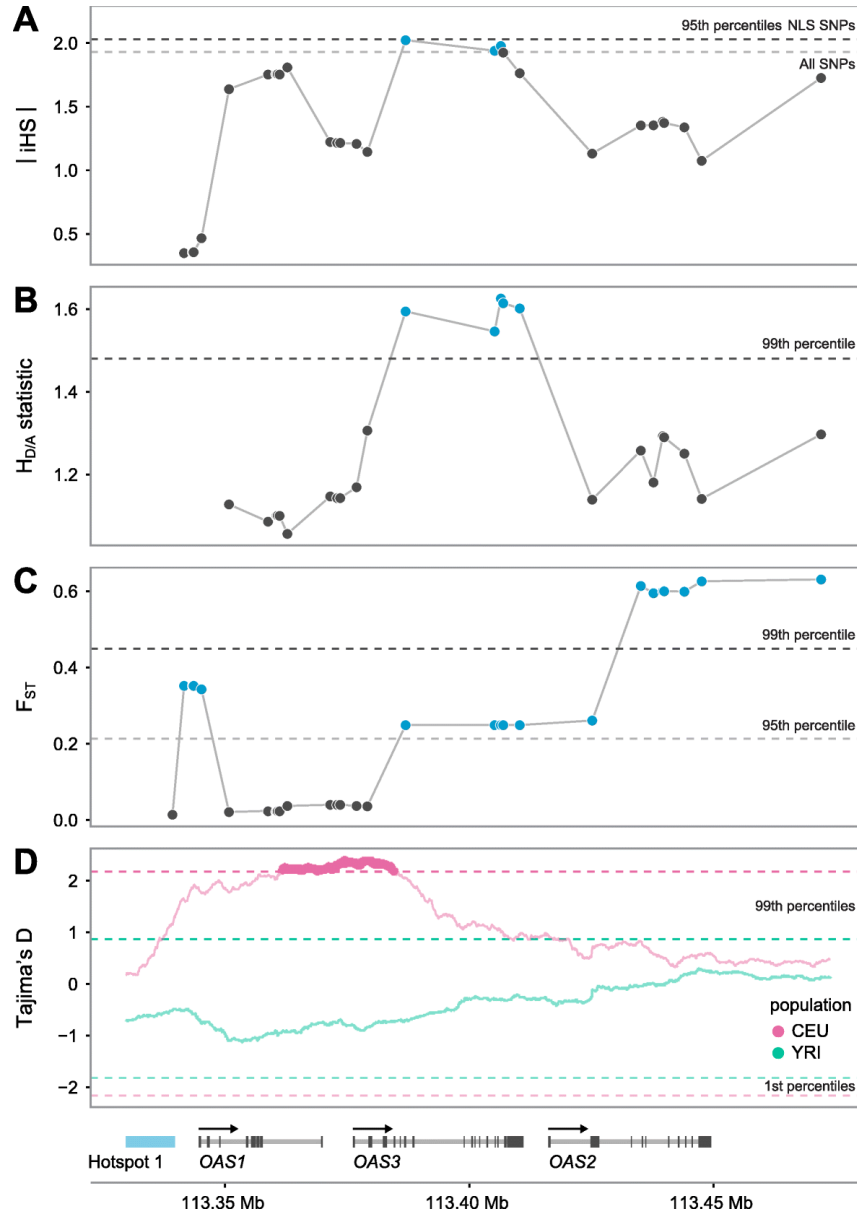 A
95th percentiles NLS SNPs
All SNPs
| iHS |
2.0
1.5
1.0
0.5
B
99th percentile
H_D/A statistic
1.6
1.4
1.2
C
99th percentile
95th percentile
F_ST
0.6
0.4
0.2
0.0
D
99th percentiles
Tajima's D
2
1
0
−1
−2
population
CEU
YRI
1st percentiles
Hotspot 1 OAS1 OAS3 OAS2
113.35 Mb 113.40 Mb 113.45 Mb